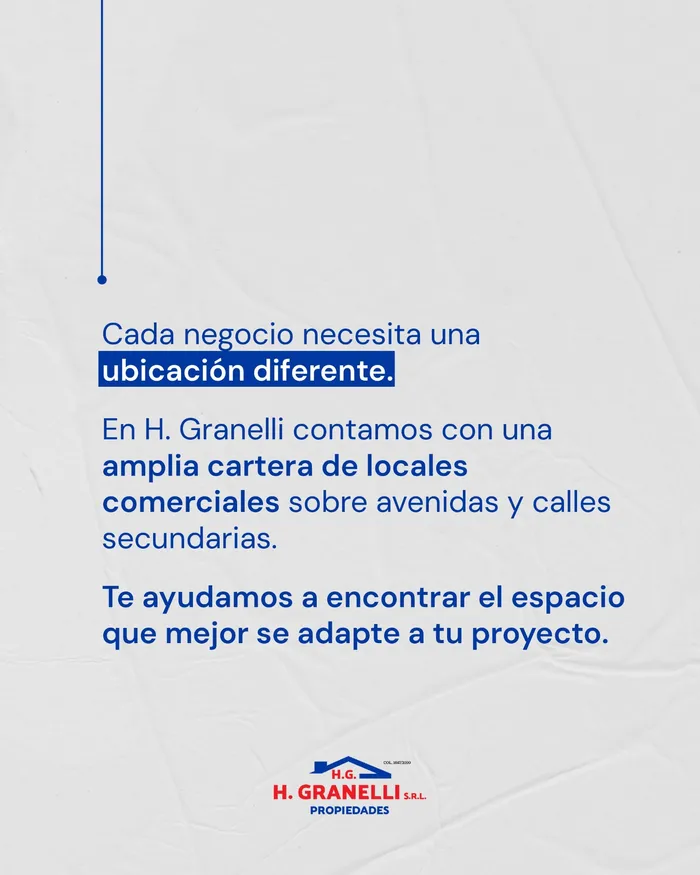 Cada negocio necesita una
ubicación diferente.
En H. Granelli contamos con una
amplia cartera de locales
comerciales sobre avenidas y calles
secundarias.
Te ayudamos a encontrar el espacio
que mejor se adapte a tu proyecto.
H.G.
H. GRANELLI S.R.L.
PROPIEDADES